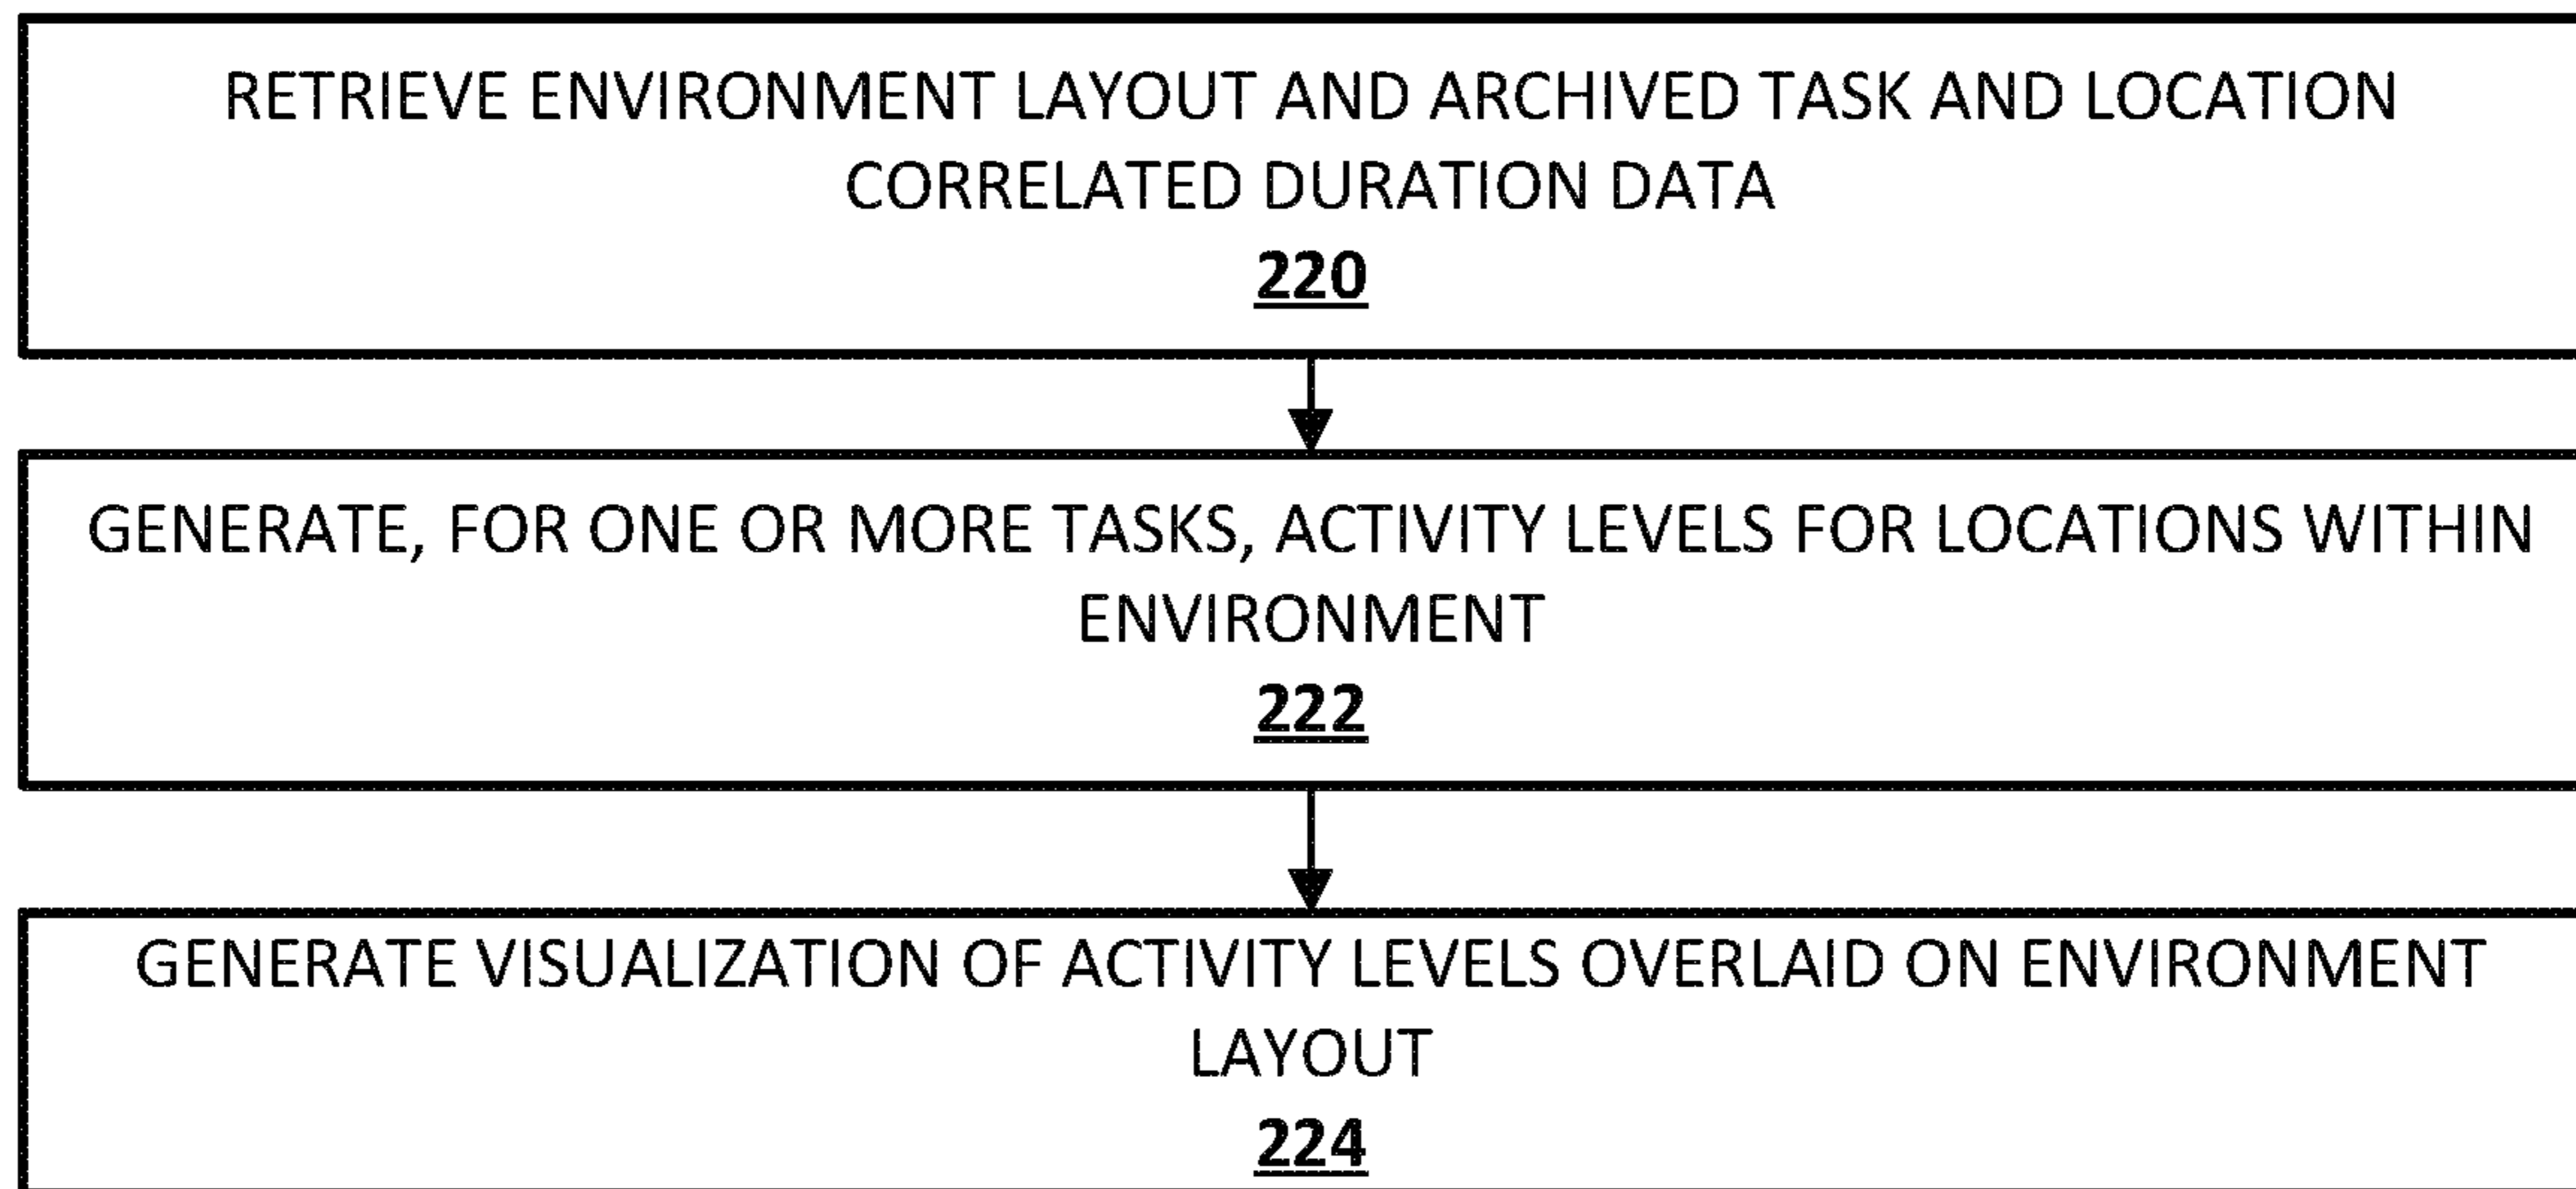 RETRIEVE ENVIRONMENT LAYOUT AND ARCHIVED TASK AND LOCATION
CORRELATED DURATION DATA
220
GENERATE, FOR ONE OR MORE TASKS, ACTIVITY LEVELS FOR LOCATIONS WITHIN
ENVIRONMENT
222
GENERATE VISUALIZATION OF ACTIVITY LEVELS OVERLAID ON ENVIRONMENT
LAYOUT
224